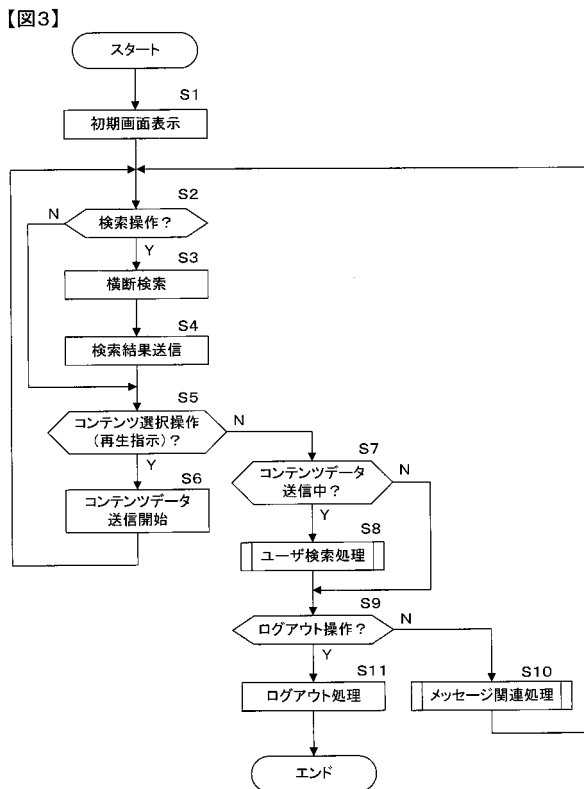 【図3】
スタート
S1
初期画面表示
S2
N
検索操作？
Y
S3
横断検索
S4
検索結果送信
S5
コンテンツ選択操作
(再生指示)？
N
Y
S6
コンテンツデータ
送信開始
S7
コンテンツデータ
送信中？
N
Y
S8
ユーザ検索処理
S9
ログアウト操作？
N
Y
S11
ログアウト処理
S10
メッセージ関連処理
エンド